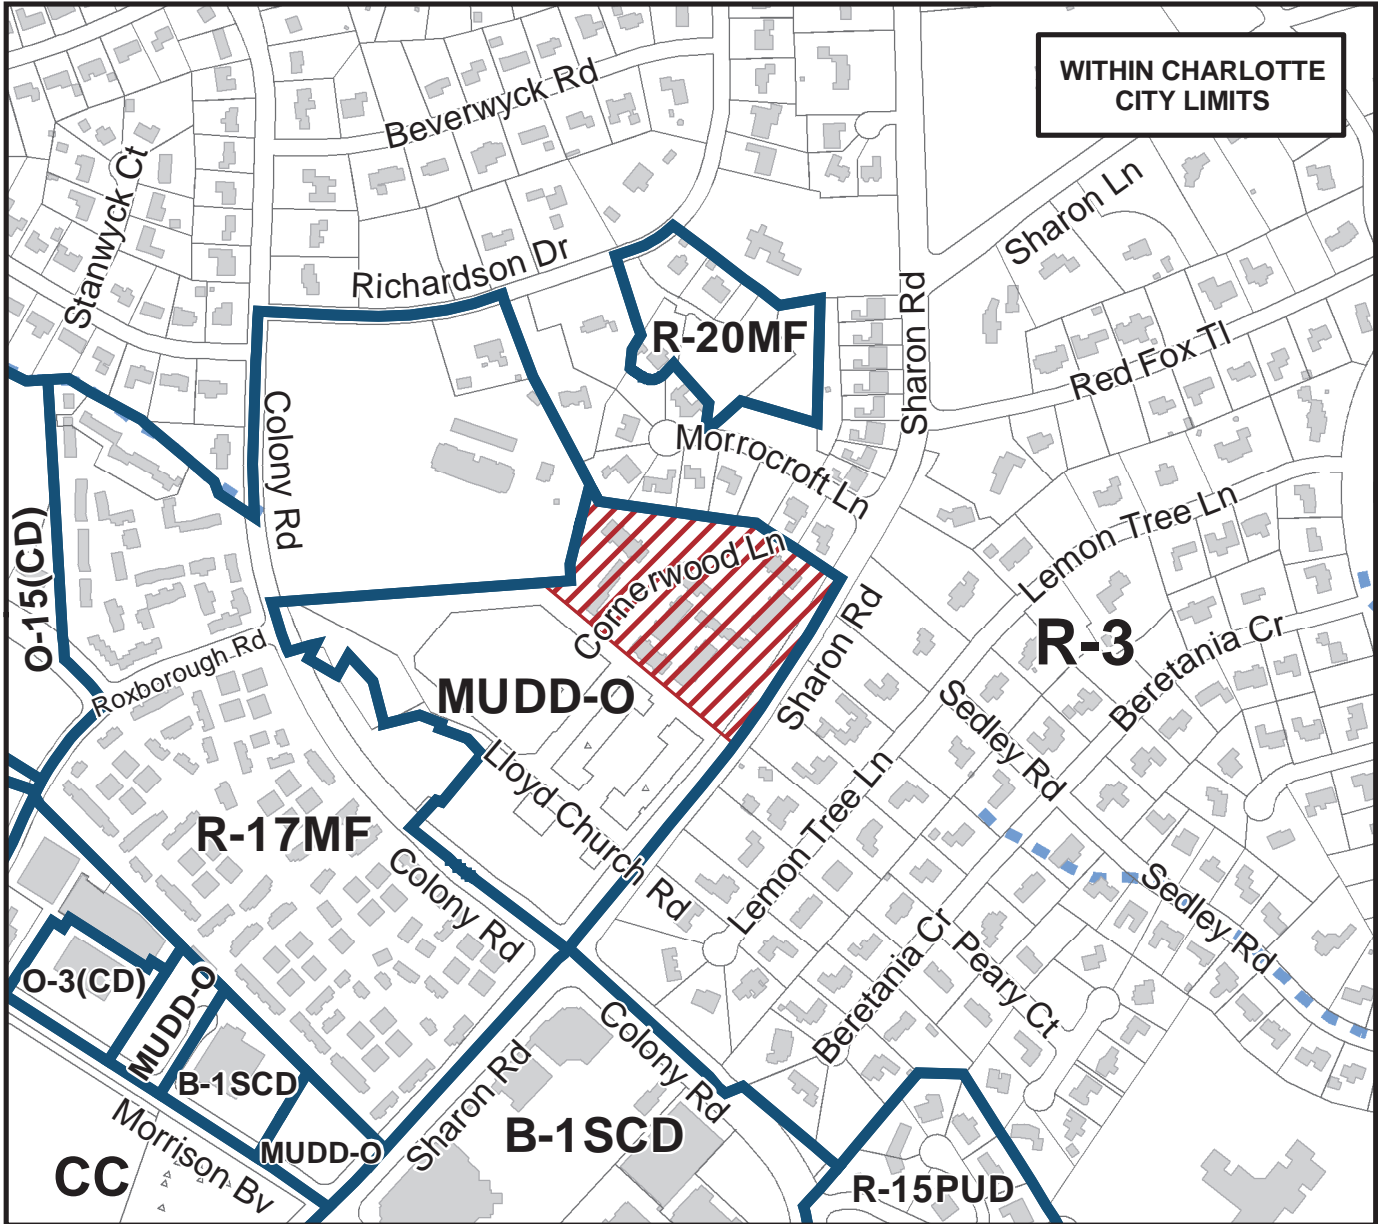 WITHIN CHARLOTTE
CITY LIMITS
Beverwyck Rd
Stanwyck Ct
Sharon Ln
Richardson Dr
Sharon Rd
R-20MF
Red Fox Tl
Colony Rd
Morrocroft Ln
Lemon Tree Ln
O-15(CD)
Cornerwood Ln
Sharon Rd
R-3
Beretania Cr
Roxborough Rd
MUDD-O
Sedley Rd
Lloyd Church Rd
Lemon Tree Ln
R-17MF
Colony Rd
Sedley Rd
O-3(CD)
MUDD-O
Beretania Cr
Peary Ct
Colony Rd
B-1SCD
Sharon Rd
B-1SCD
Morrison Bv
MUDD-O
CC
R-15PUD